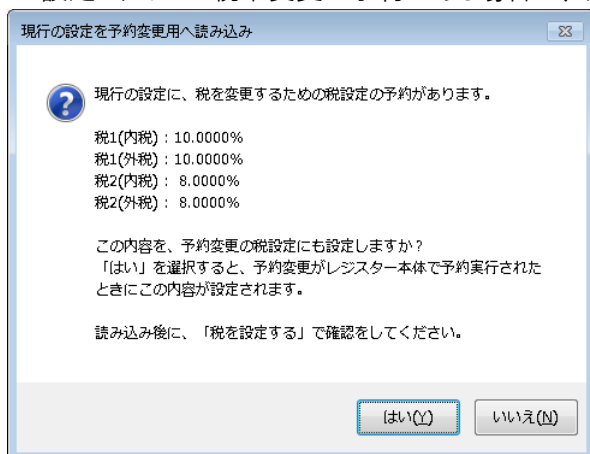 現行の設定を予約変更用へ読み込み
現行の設定に、税を変更するための税設定の予約があります。
税1(内税) : 10.0000%
税1(外税) : 10.0000%
税2(内税) : 8.0000%
税2(外税) : 8.0000%
この内容を、予約変更の税設定にも設定しますか？
「はい」を選択すると、予約変更がレジスター本体で予約実行された
ときにこの内容が設定されます。
読み込み後に、「税を設定する」で確認をしてください。
はい(Y)
いいえ(N)